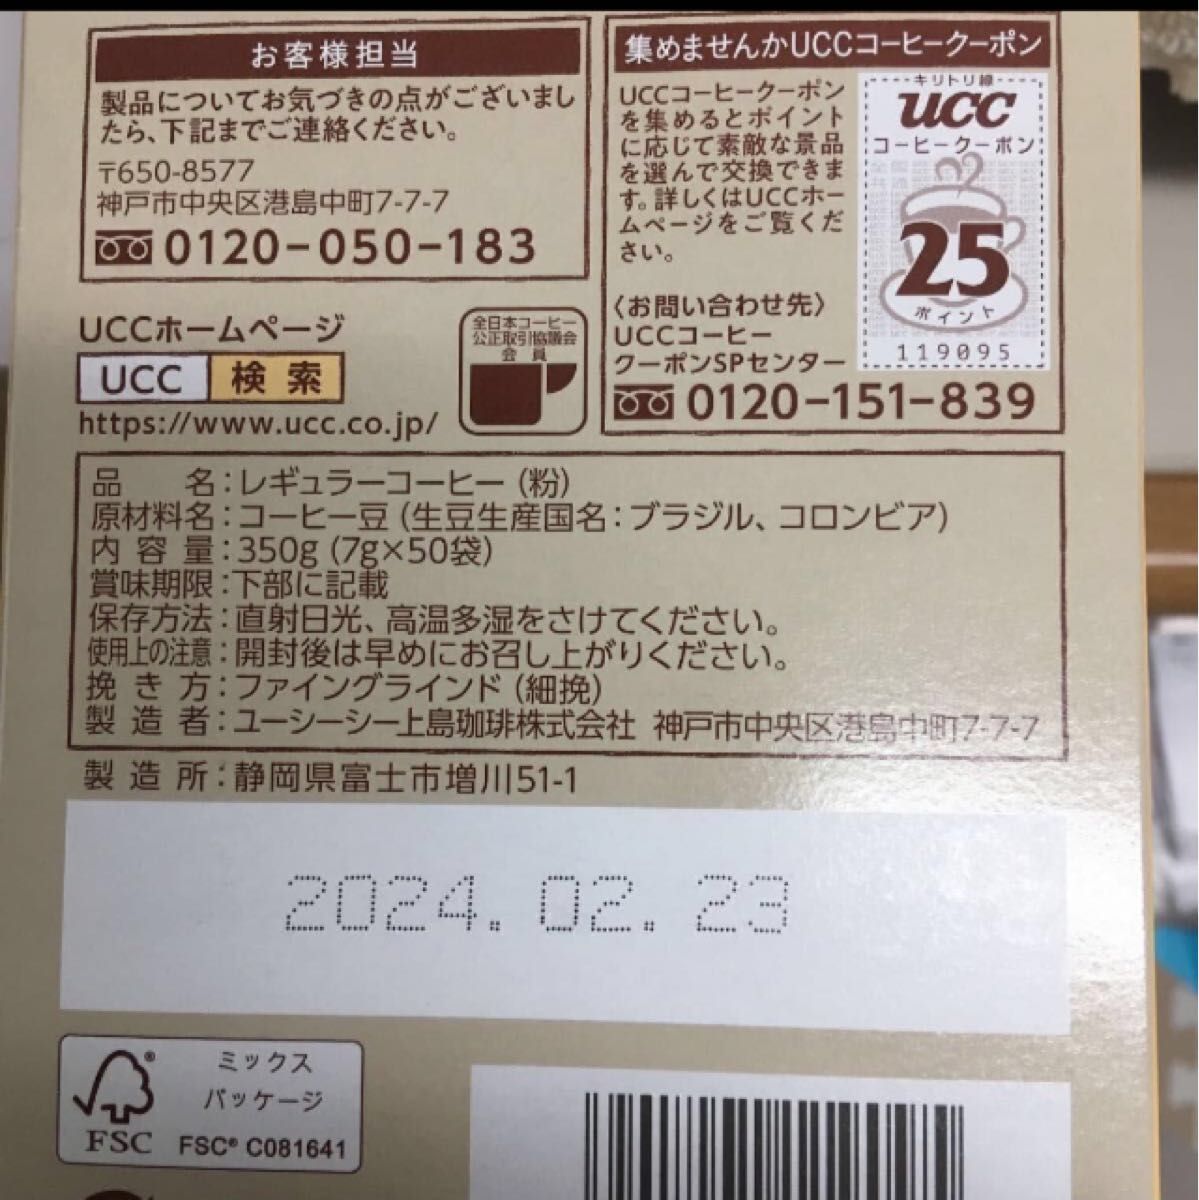 お客様担当
製品についてお気づきの点がございまし
たら、下記までご連絡ください。
〒650-8577
神戸市中央区港島中町7-7-7
0120-050-183
集めませんかUCCコーヒークーポン
UCCコーヒークーポン
を集めるとポイント
に応じて素敵な景品
を選んで交換できま
す。詳しくはUCCホー
ムページをご覧くだ
さい。
〈お問い合わせ先〉
UCCコーヒー
クーポンSPセンター
0120-151-839
キリトリ線
UCC
コーヒークーポン
25
ポイント
119095
UCCホームページ
UCC 検索
https://www.ucc.co.jp/
全日本コーヒー
公正取引協議会
会員
品名：レギュラーコーヒー（粉）
原材料名：コーヒー豆（生豆生産国名：ブラジル、コロンビア）
内容量：350g（7g×50袋）
賞味期限：下部に記載
保存方法：直射日光、高温多湿をさけてください。
使用上の注意：開封後は早めにお召し上がりください。
挽き方：ファイングラインド（細挽）
製造者：ユーシーシー上島珈琲株式会社 神戸市中央区港島中町7-7-7
製造所：静岡県富士市増川51-1
2024.02.23
ミックス
パッケージ
FSC
FSC® C081641